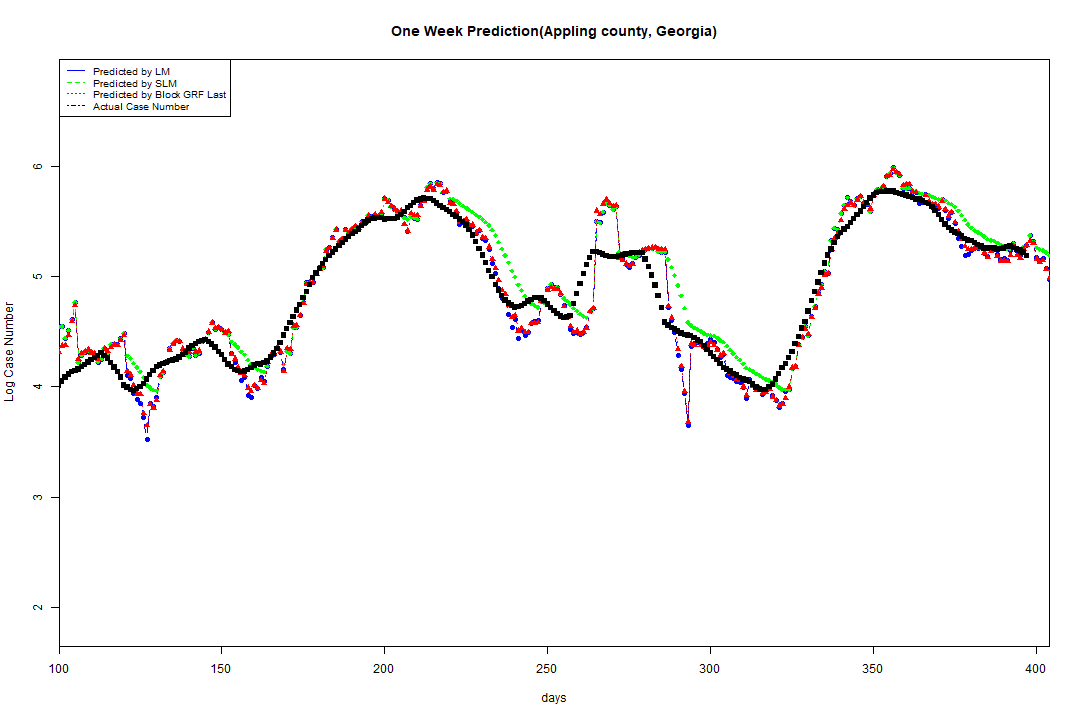 One Week Prediction(Appling county, Georgia)
Predicted by LM
Predicted by SLM
Predicted by Block GRF Last
Actual Case Number
6
5
4
3
2
Log Case Number
100 150 200 250 300 350 400
days